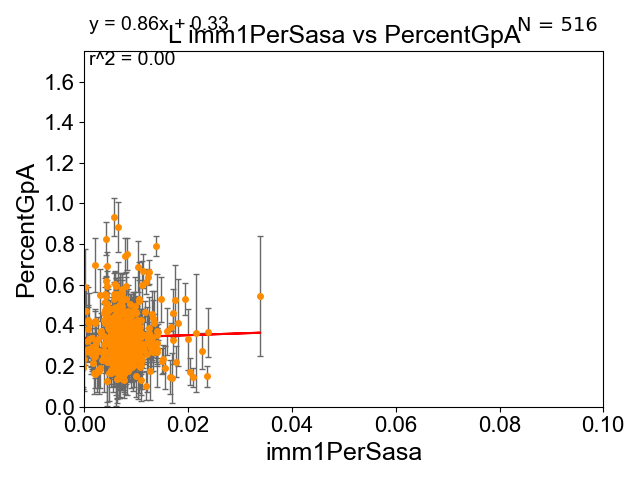 y = 0.86x + 0.33
L imm1PerSasa vs PercentGpA
N = 516
r^2 = 0.00
PercentGpA
1.6
1.4
1.2
1.0
0.8
0.6
0.4
0.2
0.0
0.00
0.02
0.04
0.06
0.08
0.10
imm1PerSasa